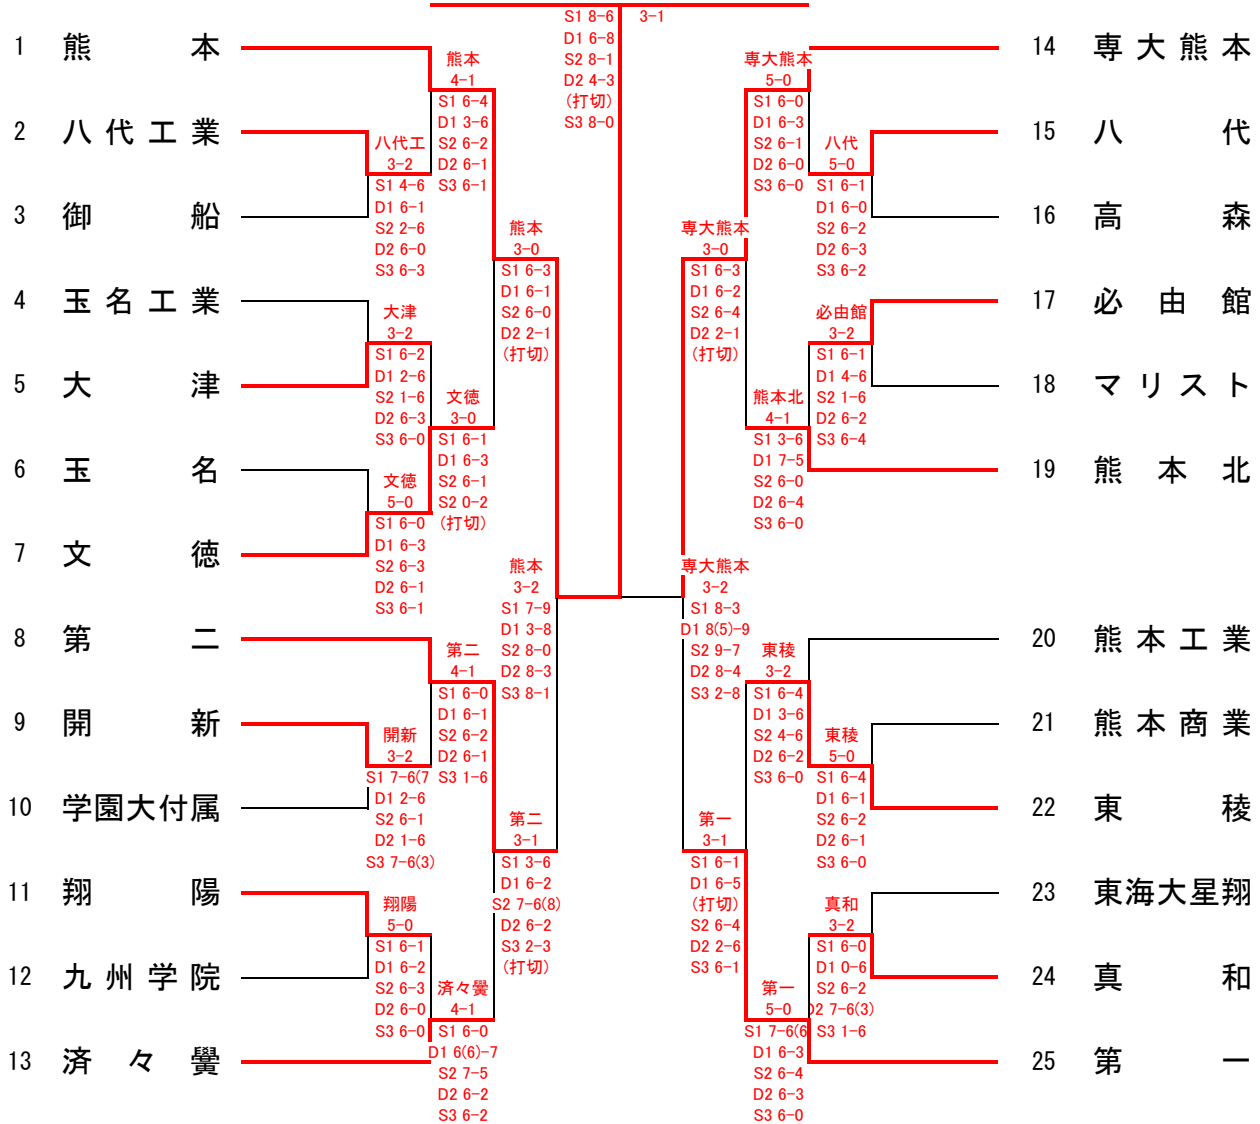 S1 8-6 3-1
D1 6-8
S2 8-1
D2 4-3
(打切)
S3 8-0
1 熊本
2 八代工業
3 御船
4 玉名工業
5 大津
6 玉名
7 文徳
8 第二
9 開新
10 学園大付属
11 翔陽
12 九州学院
13 済々黌
八代工
3-2
S1 4-6
D1 6-1
S2 2-6
D2 6-0
S3 6-3
大津
3-2
S1 6-2
D1 2-6
S2 1-6
D2 6-3
S3 6-0
文徳
5-0
S1 6-0
D1 6-3
S2 6-3
D2 6-1
S3 6-1
開新
3-2
S1 7-6(7
D1 2-6
S2 6-1
D2 1-6
S3 7-6(3)
翔陽
5-0
S1 6-1
D1 6-2
S2 6-3
D2 6-0
S3 6-0
熊本
4-1
S1 6-4
D1 3-6
S2 6-2
D2 6-1
S3 6-1
文徳
3-0
S1 6-1
D1 6-3
S2 6-1
S2 0-2
(打切)
第二
4-1
S1 6-0
D1 6-1
S2 6-2
D2 6-1
S3 1-6
済々黌
4-1
S1 6-0
D1 6(6)-7
S2 7-5
D2 6-2
S3 6-2
熊本
3-0
S1 6-3
D1 6-1
S2 6-0
D2 2-1
(打切)
第二
3-1
S1 3-6
D1 6-2
S2 7-6(8)
D2 6-2
S3 2-3
(打切)
熊本
3-2
S1 7-9
D1 3-8
S2 8-0
D2 8-3
S3 8-1
専大熊本
3-2
S1 8-3
D1 8(5)-9
S2 9-7
D2 8-4
S3 2-8
専大熊本
3-0
S1 6-3
D1 6-2
S2 6-4
D2 2-1
(打切)
第一
3-1
S1 6-1
D1 6-5
(打切)
S2 6-4
D2 2-6
S3 6-1
専大熊本
5-0
S1 6-0
D1 6-3
S2 6-1
D2 6-0
S3 6-0
熊本北
4-1
S1 3-6
D1 7-5
S2 6-0
D2 6-4
S3 6-0
東稜
3-2
S1 6-4
D1 3-6
S2 4-6
D2 6-2
S3 6-0
第一
5-0
S1 7-6(6
D1 6-3
S2 6-4
D2 6-3
S3 6-0
八代
5-0
S1 6-1
D1 6-0
S2 6-2
D2 6-3
S3 6-2
必由館
3-2
S1 6-1
D1 4-6
S2 1-6
D2 6-2
S3 6-4
東稜
5-0
S1 6-4
D1 6-1
S2 6-2
D2 6-1
S3 6-0
真和
3-2
S1 6-0
D1 0-6
S2 6-2
D2 7-6(3)
S3 1-6
14 専大熊本
15 八代
16 高森
17 必由館
18 マリスト
19 熊本北
20 熊本工業
21 熊本商業
22 東稜
23 東海大星翔
24 真和
25 第一